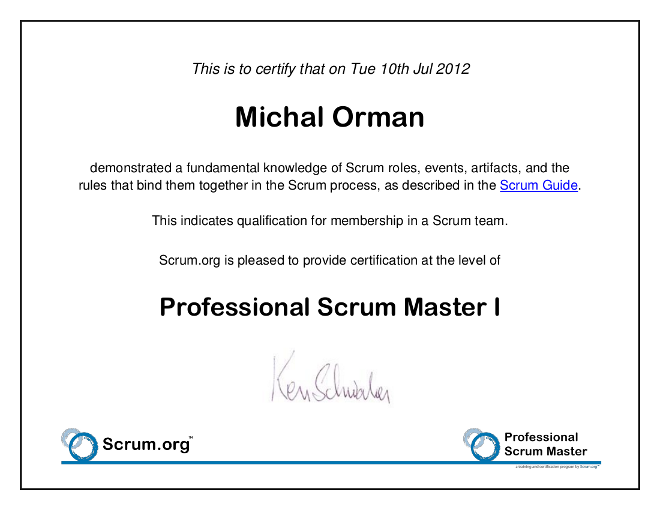 This is to certify that on Tue 10th Jul 2012
Michal Orman
demonstrated a fundamental knowledge of Scrum roles, events, artifacts, and the
rules that bind them together in the Scrum process, as described in the Scrum Guide.
This indicates qualification for membership in a Scrum team.
Scrum.org is pleased to provide certification at the level of
Professional Scrum Master I
Ken Schwaber
Scrum.org™
Professional
Scrum Master